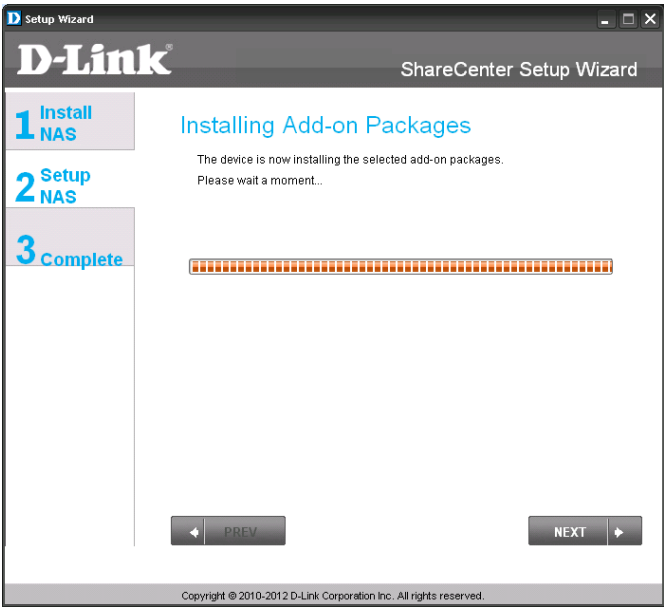 Setup Wizard
D-Link®
ShareCenter Setup Wizard
1 Install
NAS
2 Setup
NAS
3 Complete
Installing Add-on Packages
The device is now installing the selected add-on packages.
Please wait a moment...
PREV
NEXT
Copyright © 2010-2012 D-Link Corporation Inc. All rights reserved.